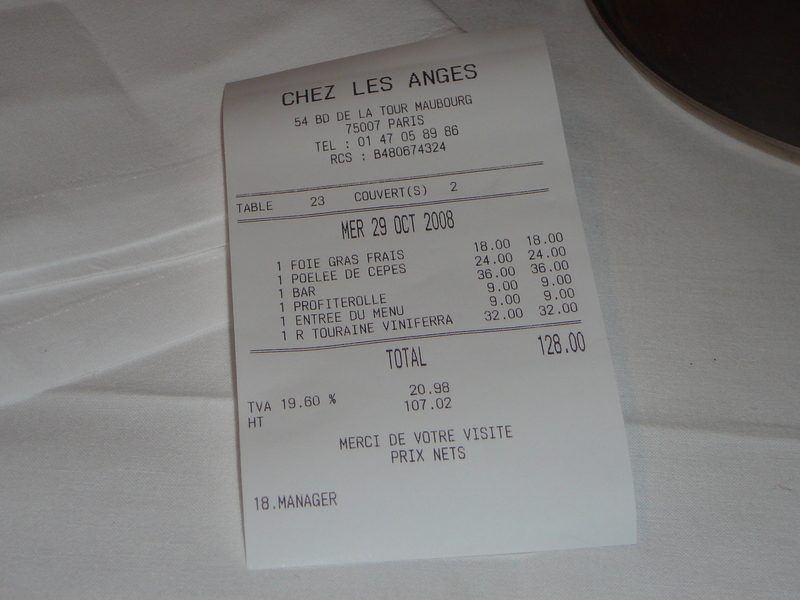 CHEZ LES ANGES
54 BD DE LA TOUR MAUBOURG
75007 PARIS
TEL : 01 47 05 89 86
RCS : B480674324
TABLE 23 COUVERT(S) 2
MER 29 OCT 2008
1 FOIE GRAS FRAIS 18.00 18.00
1 POELEE DE CEPES 24.00 24.00
1 BAR 36.00 36.00
1 PROFITEROLLE 9.00 9.00
1 ENTREE DU MENU 9.00 9.00
1 R TOURAINE VINIFERRA 32.00 32.00
TOTAL 128.00
TVA 19.60 % 20.98
HT 107.02
MERCI DE VOTRE VISITE
PRIX NETS
18.MANAGER